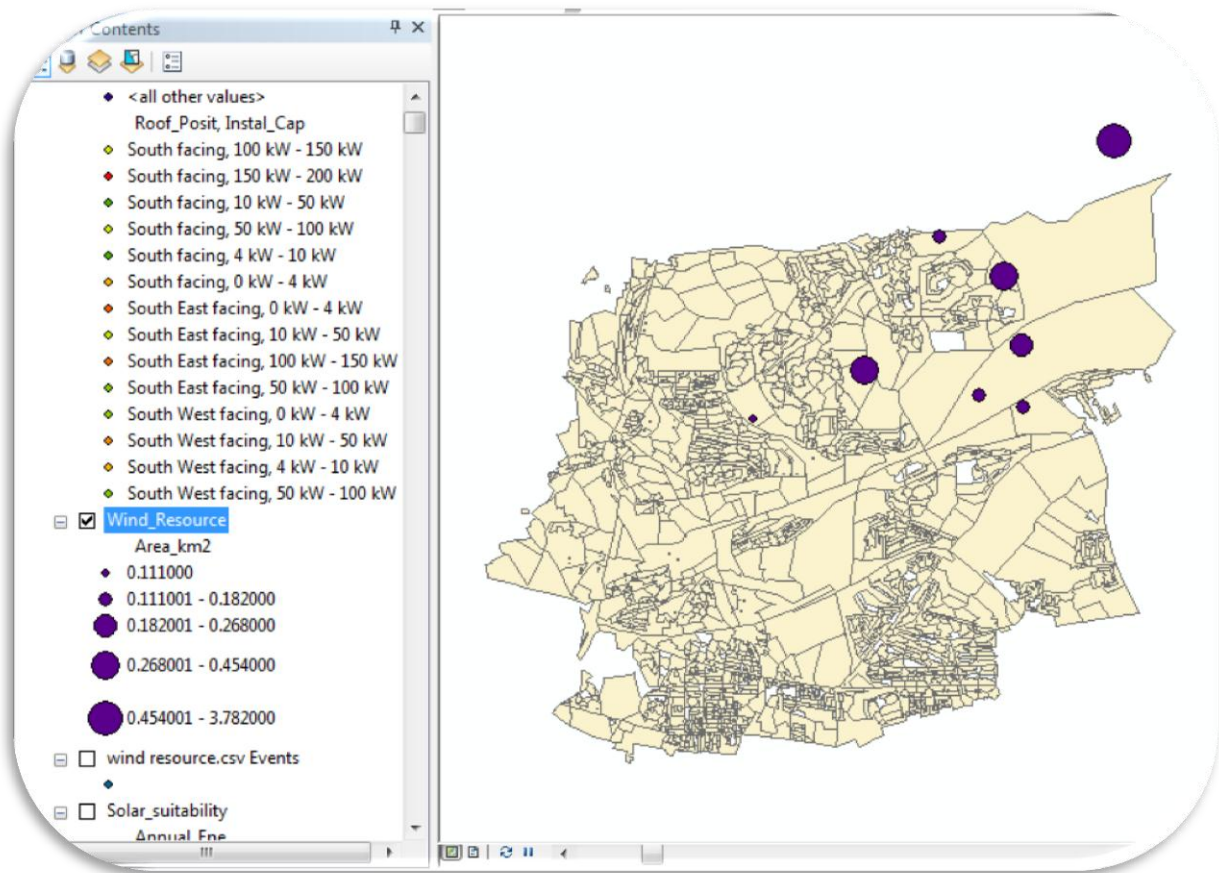 Contents
<all other values>
Roof_Posit, Instal_Cap
South facing, 100 kW - 150 kW
South facing, 150 kW - 200 kW
South facing, 10 kW - 50 kW
South facing, 50 kW - 100 kW
South facing, 4 kW - 10 kW
South facing, 0 kW - 4 kW
South East facing, 0 kW - 4 kW
South East facing, 10 kW - 50 kW
South East facing, 100 kW - 150 kW
South East facing, 50 kW - 100 kW
South West facing, 0 kW - 4 kW
South West facing, 10 kW - 50 kW
South West facing, 4 kW - 10 kW
South West facing, 50 kW - 100 kW
Wind_Resource
Area_km2
0.111000
0.111001 - 0.182000
0.182001 - 0.268000
0.268001 - 0.454000
0.454001 - 3.782000
wind resource.csv Events
Solar_suitability
Annual_Ene